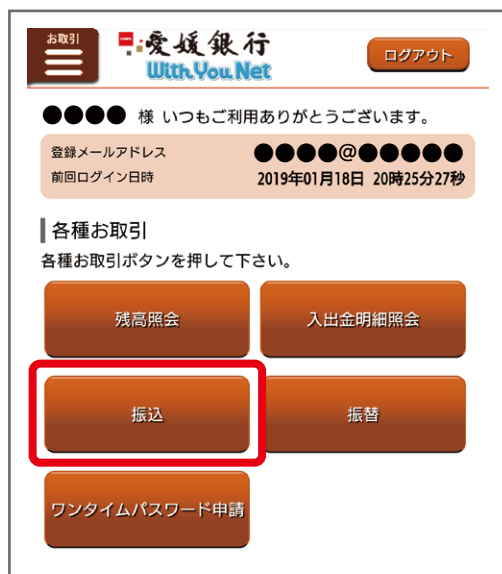 お取引
愛媛銀行
With You Net
ログアウト
●●●● 様 いつもご利用ありがとうございます。
登録メールアドレス ●●●●@●●●●●
前回ログイン日時 2019年01月18日 20時25分27秒
各種お取引
各種お取引ボタンを押して下さい。
残高照会 入出金明細照会
振込 振替
ワンタイムパスワード申請